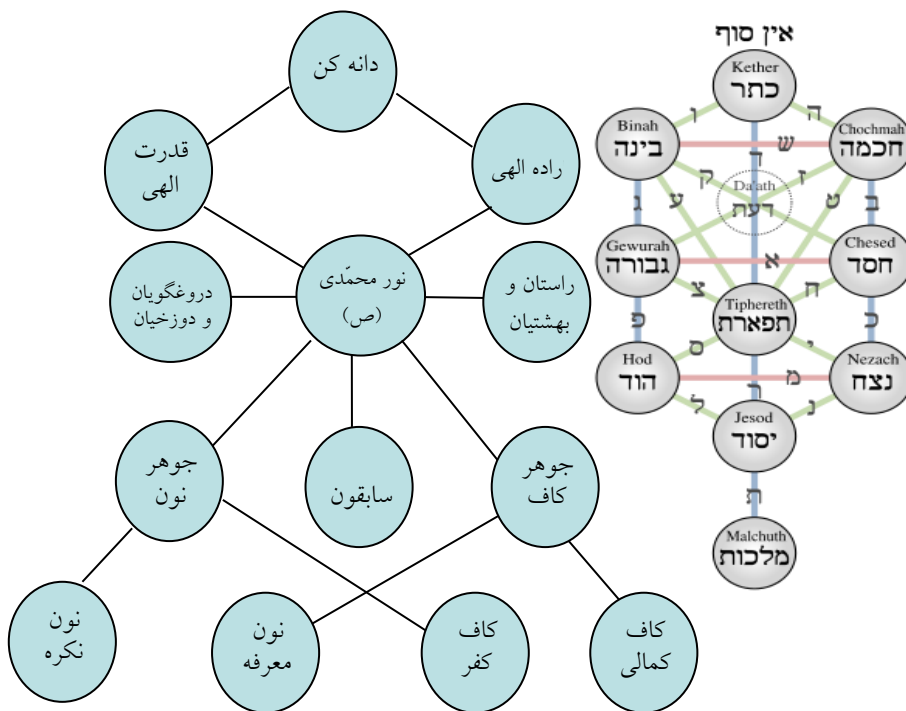 دانه کن
قدرت
الهی
راده الهی
نور محمّدی
(ص)
دروغگویان
و دوزخیان
راستان و
بهشتیان
جوهر
نون
سابقون
جوهر
کاف
نون
نکره
نون
معرفه
کاف
کفر
کاف
کمالی
אין סוף
Kether
כתר
ו
ה
Binah
בינה
ש
Chochmah
חכמה
ד
ק
ז
Da'ath
דעת
ג
ע
ט
ב
Gewurah
גבורה
א
Chesed
חסד
צ
ח
Tiphereth
תפארת
פ
כ
ס
י
Hod
הוד
מ
Nezach
נצח
ר
ל
נ
Jesod
יסוד
ת
Malchuth
מלכות